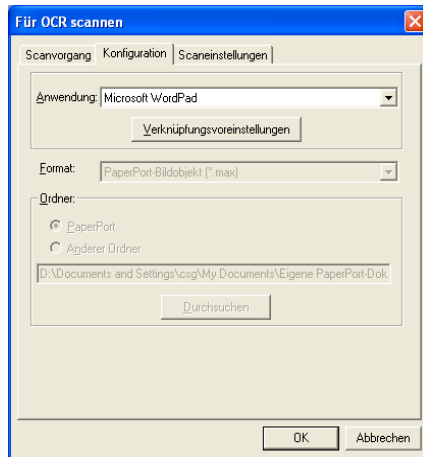 Für OCR scannen
Scanvorgang Konfiguration Scaneinstellungen
Anwendung: Microsoft WordPad
Verknüpfungsvoreinstellungen
Format: PaperPort-Bildobjekt (*.max)
Ordner:
PaperPort
Anderer Ordner
D:\Documents and Settings\csg\My Documents\Eigene PaperPort-Dok
Durchsuchen
OK Abbrechen